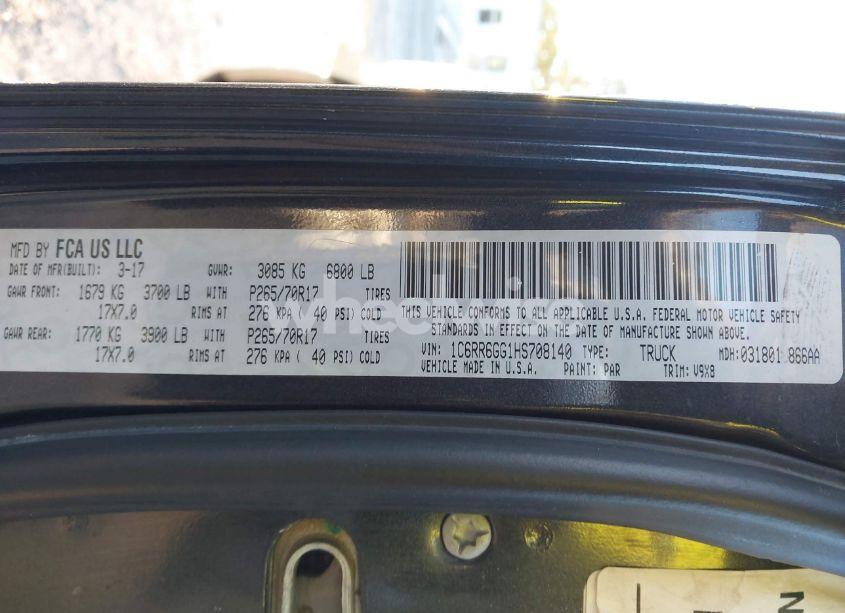 MFD BY FCA US LLC
DATE OF MFR(BUILT): 3-17 GVWR: 3085 KG 6800 LB
GAWR FRONT: 1679 KG 3700 LB WITH P265/70R17 TIRES
17X7.0 RIMS AT 276 KPA ( 40 PSI) COLD
GAWR REAR: 1770 KG 3900 LB WITH P265/70R17 TIRES
17X7.0 RIMS AT 276 KPA ( 40 PSI) COLD
THIS VEHICLE CONFORMS TO ALL APPLICABLE U.S.A. FEDERAL MOTOR VEHICLE SAFETY
STANDARDS IN EFFECT ON THE DATE OF MANUFACTURE SHOWN ABOVE.
VIN: 1C6RR6GG1HS708140 TYPE: TRUCK MDH: 031801 866AA
VEHICLE MADE IN U.S.A. PAINT: PAR TRIM: V9X8